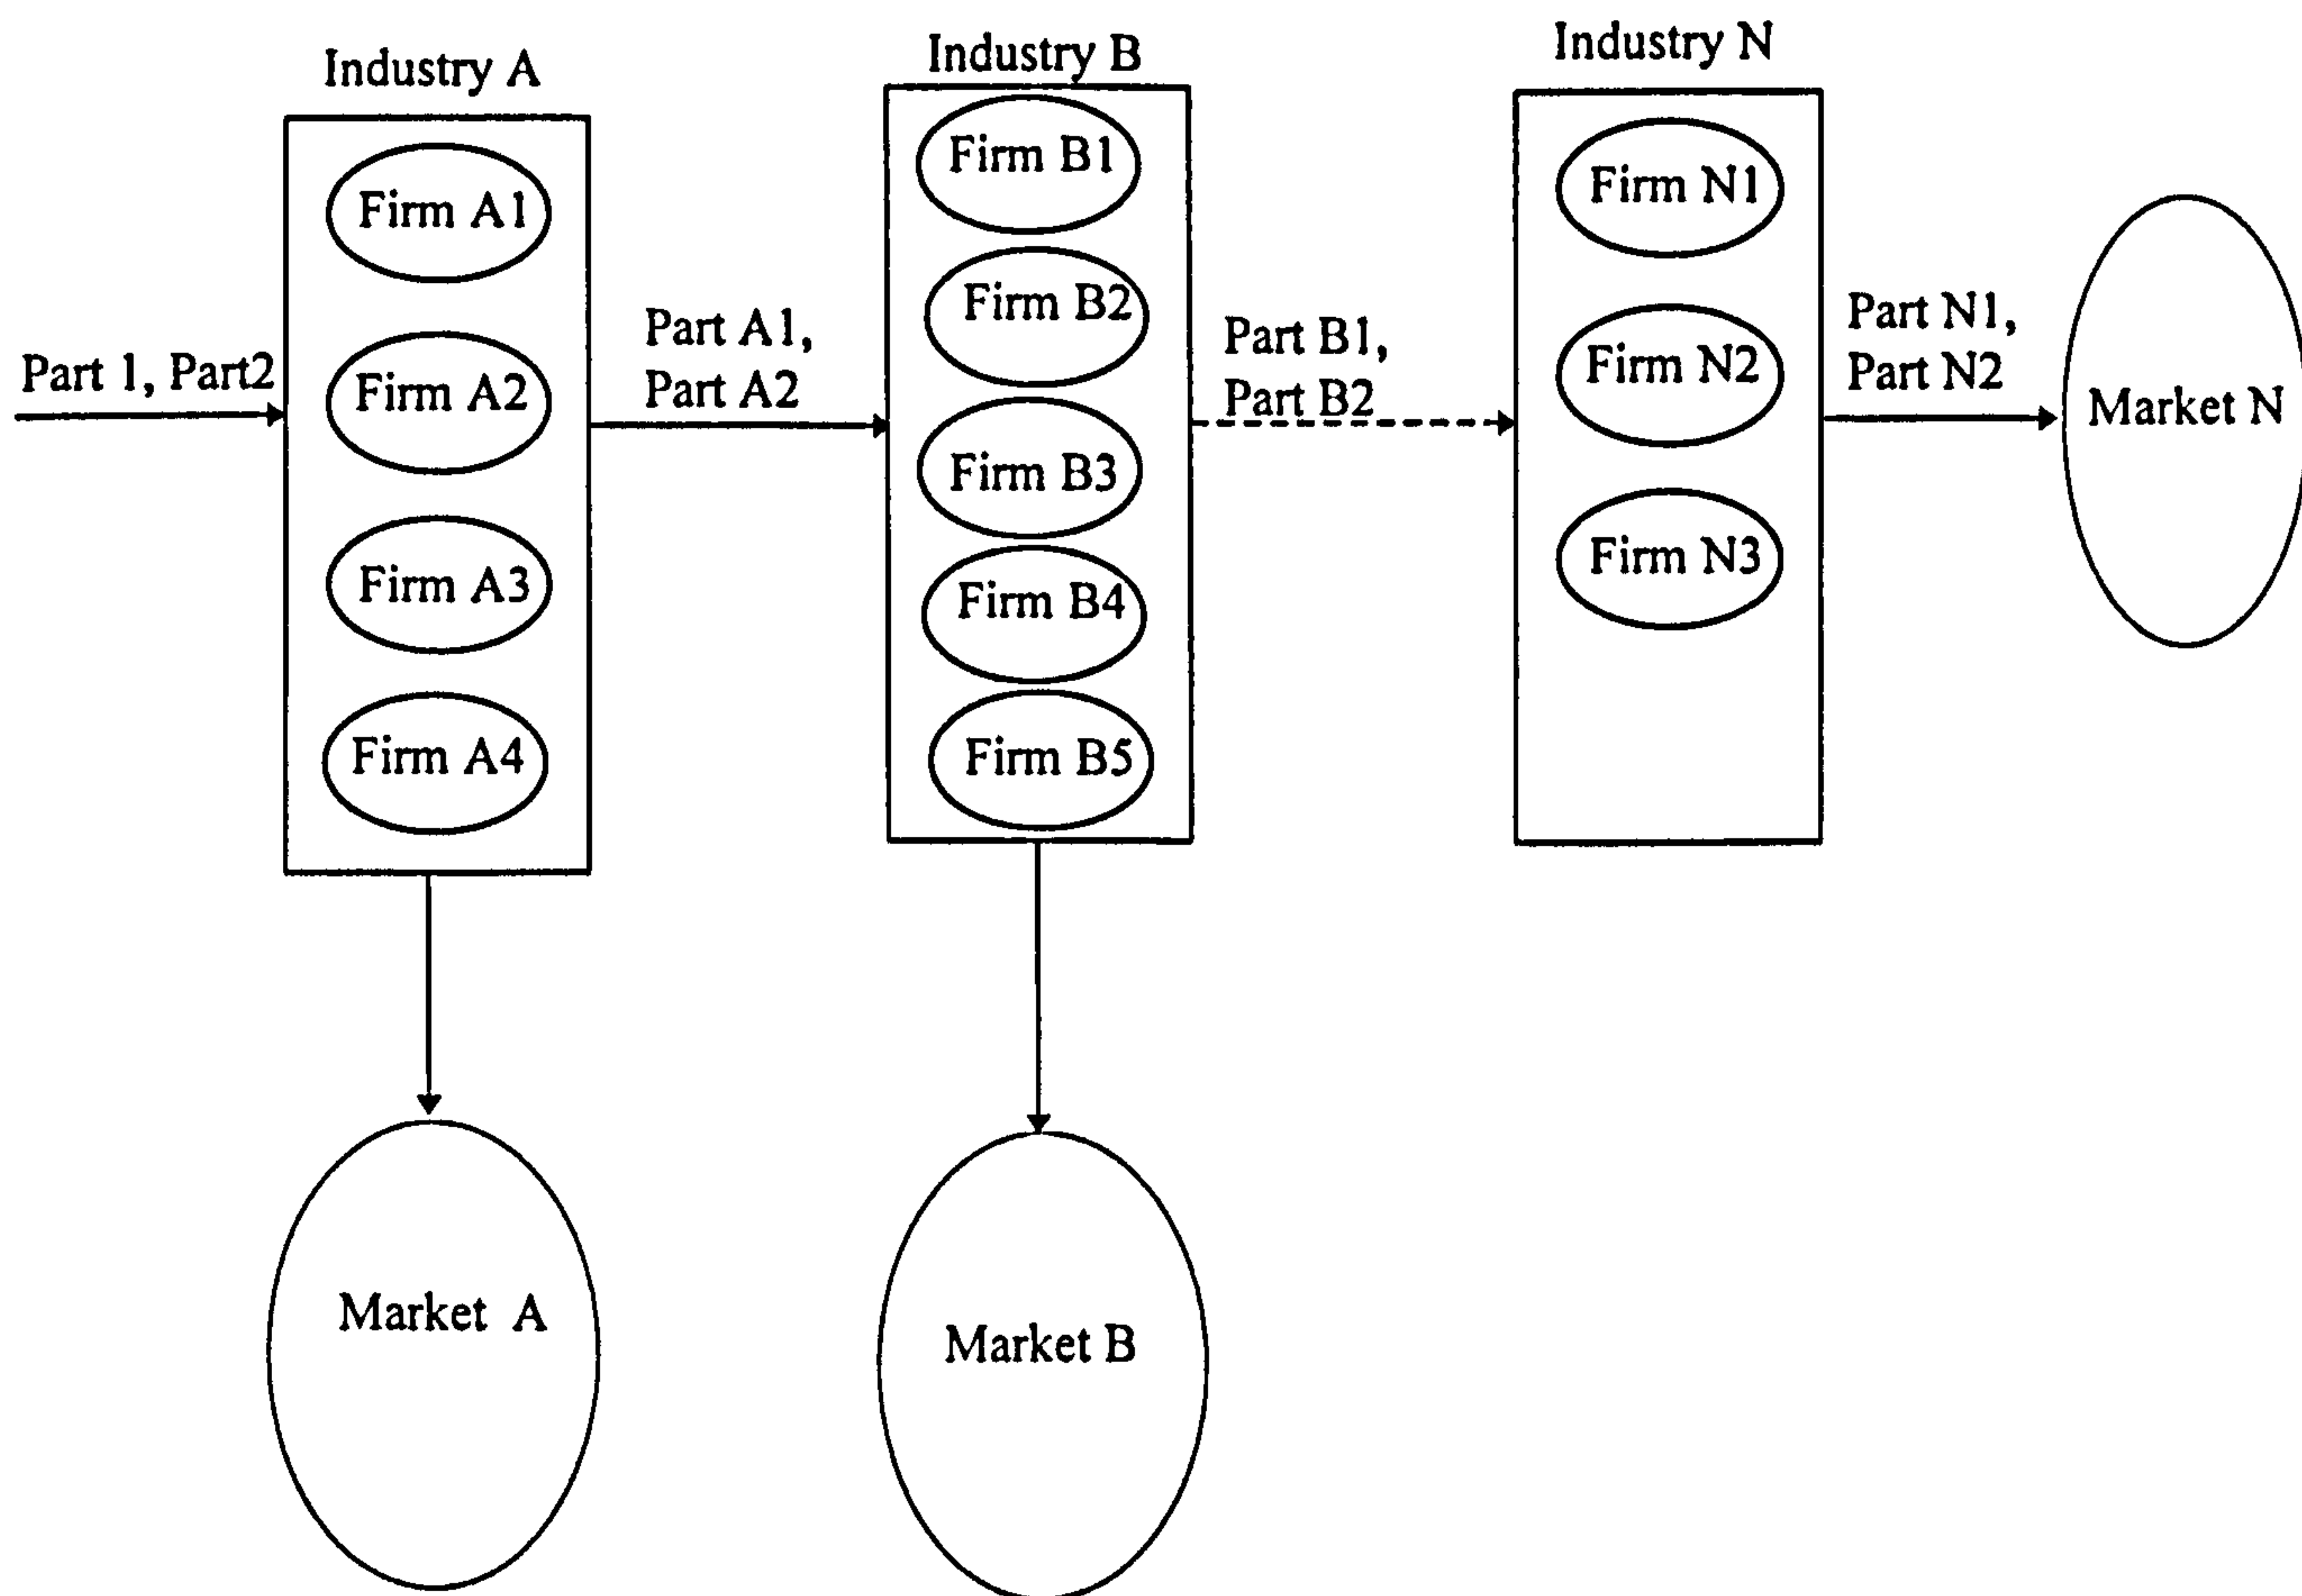 Industry A
Industry B
Industry N
Firm A1
Firm A2
Firm A3
Firm A4
Firm B1
Firm B2
Firm B3
Firm B4
Firm B5
Firm N1
Firm N2
Firm N3
Part 1, Part2
Part A1,
Part A2
Part B1,
Part B2
Part N1,
Part N2
Market N
Market A
Market B